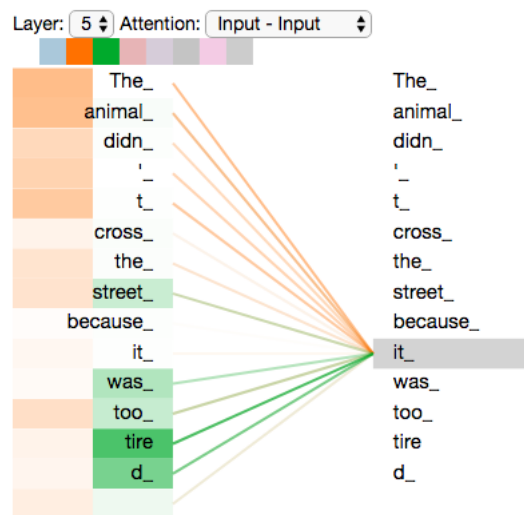 Layer: 5 Attention: Input - Input
The_ The_
animal_ animal_
didn_ didn_
'_ '_
t_ t_
cross_ cross_
the_ the_
street_ street_
because_ because_
it_ it_
was_ was_
too_ too_
tire tire
d_ d_